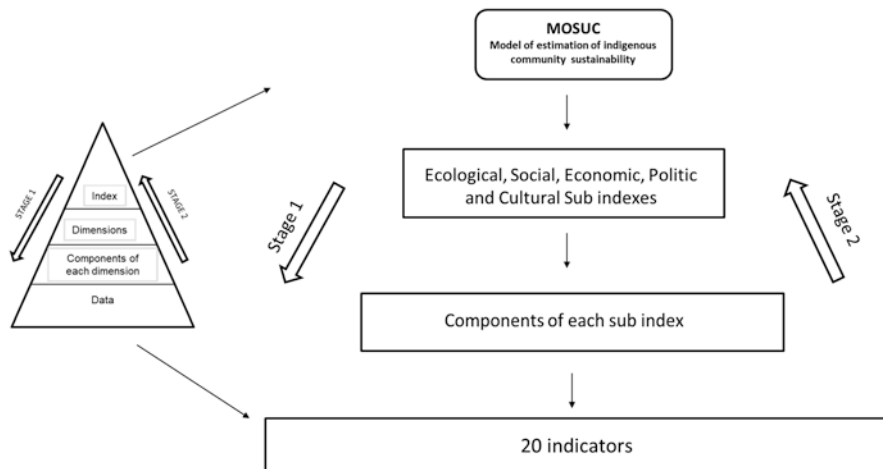 MOSUC
Model of estimation of indigenous
community sustainability
STAGE 1
STAGE 2
Index
Dimensions
Components of
each dimension
Data
Stage 1
Ecological, Social, Economic, Politic
and Cultural Sub indexes
Stage 2
Components of each sub index
20 indicators